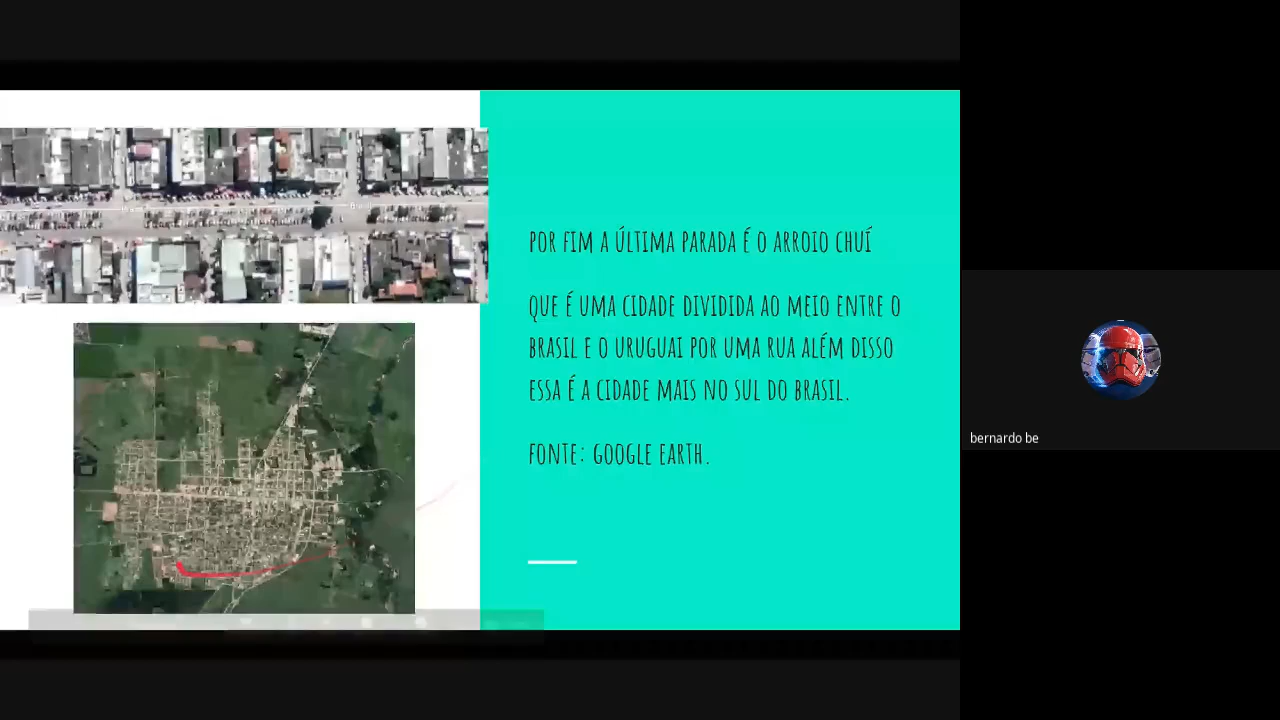 POR FIM A ÚLTIMA PARADA É O ARROIO CHUÍ
QUE É UMA CIDADE DIVIDIDA AO MEIO ENTRE O
BRASIL E O URUGUAI POR UMA RUA ALÉM DISSO
ESSA É A CIDADE MAIS NO SUL DO BRASIL.
FONTE: GOOGLE EARTH.
bernardo be